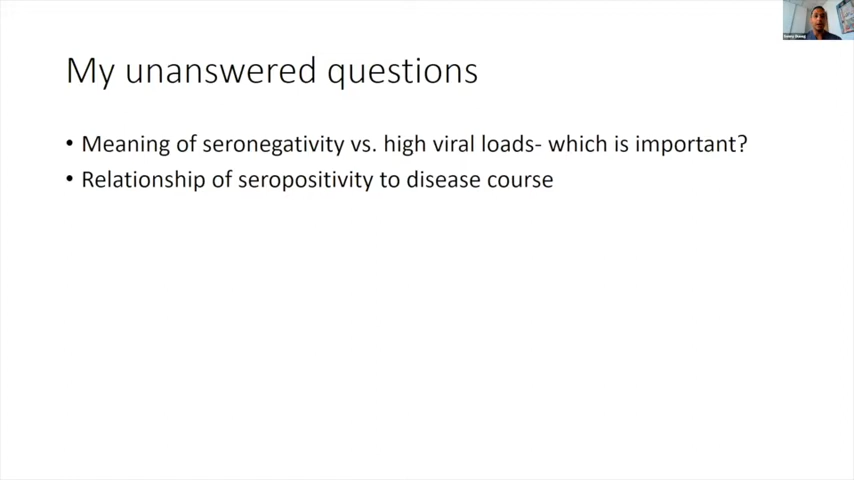 My unanswered questions
• Meaning of seronegativity vs. high viral loads- which is important?
• Relationship of seropositivity to disease course